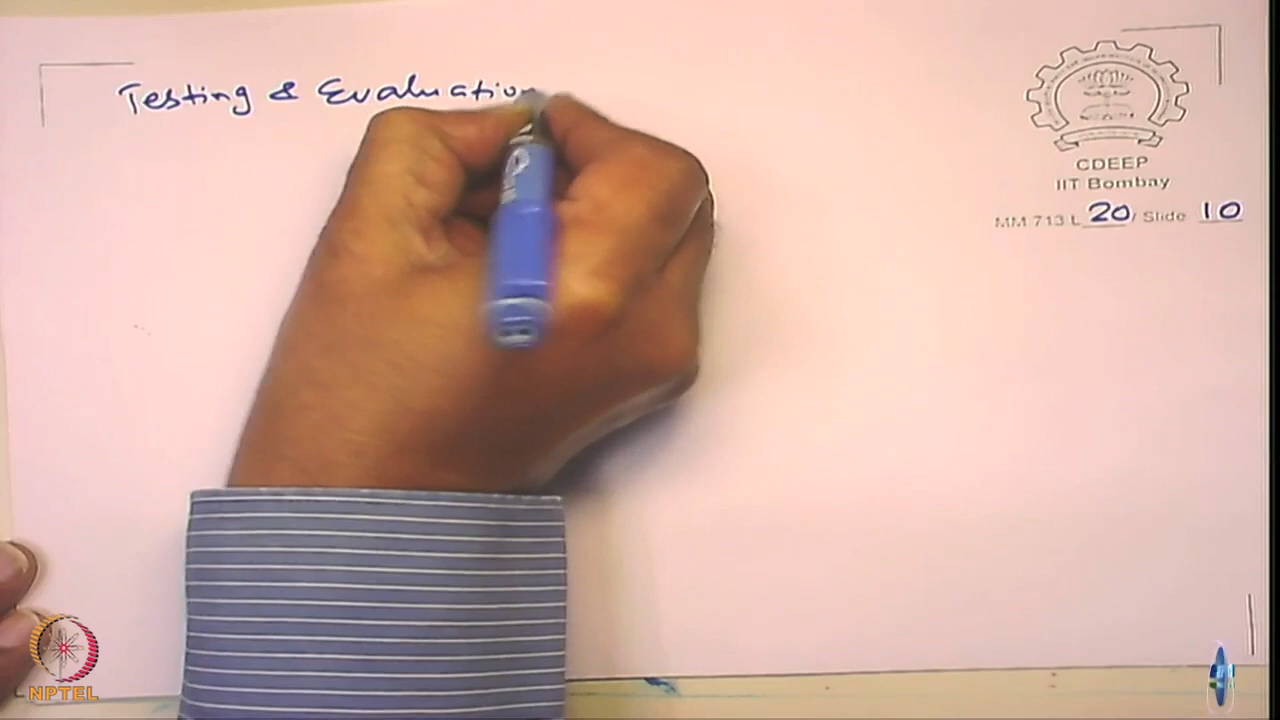 Testing & Evaluation
CDEEP
IIT Bombay
MM 713 L 20 / Slide 10
NPTEL